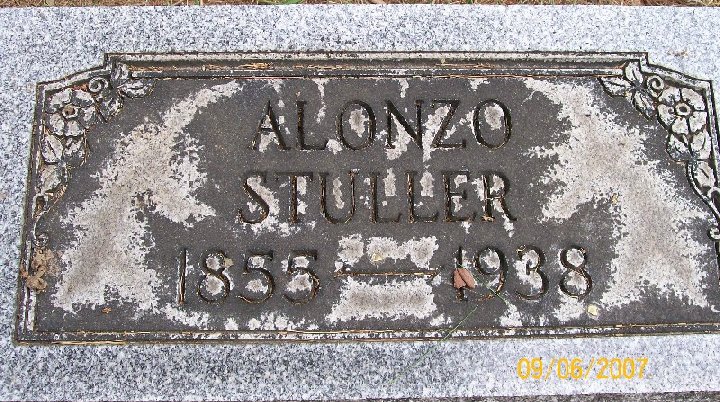 ALONZO
STULLER
1855 — 1938
09/06/2007